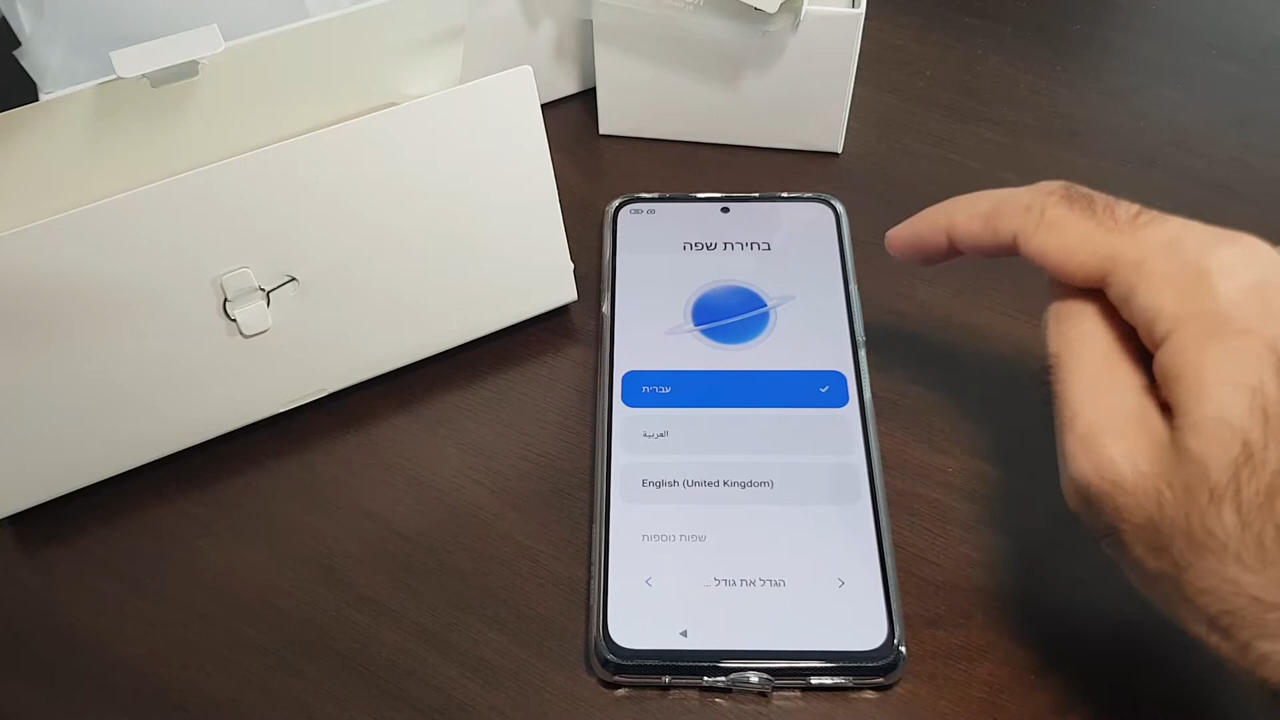 בחירת שפה
עברית
العربية
English (United Kingdom)
שפות נוספות
הגדל את גודל ...